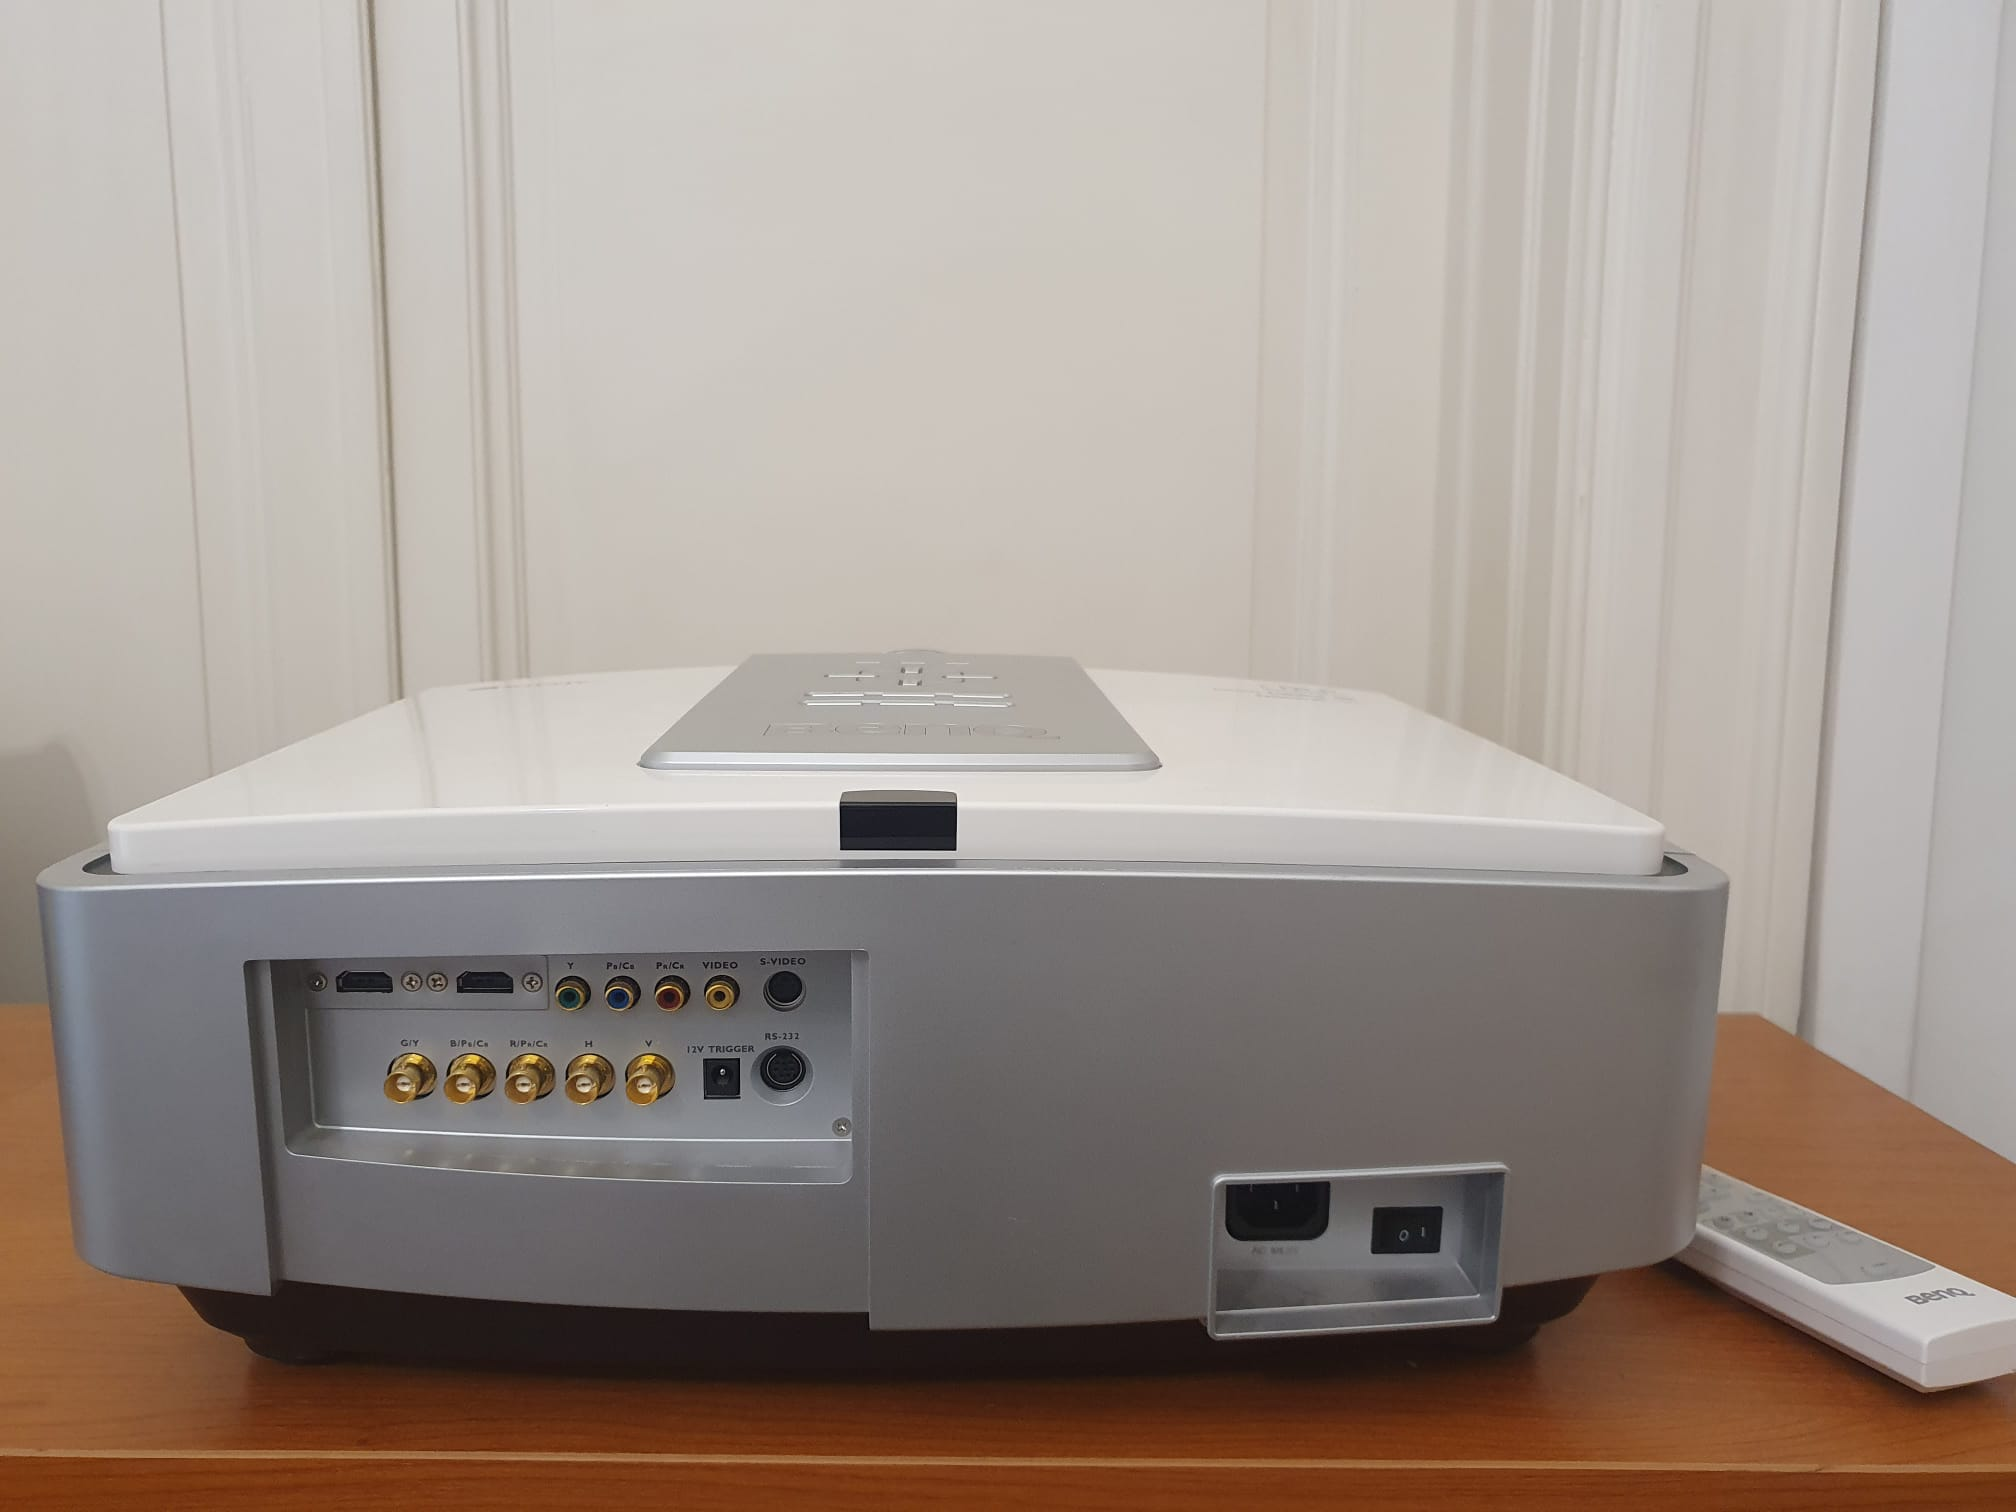 BenQ
Y PB/CB PR/CR VIDEO S-VIDEO
G/Y B/PB/CB R/PR/CR H V 12V TRIGGER RS-232
O I
BenQ